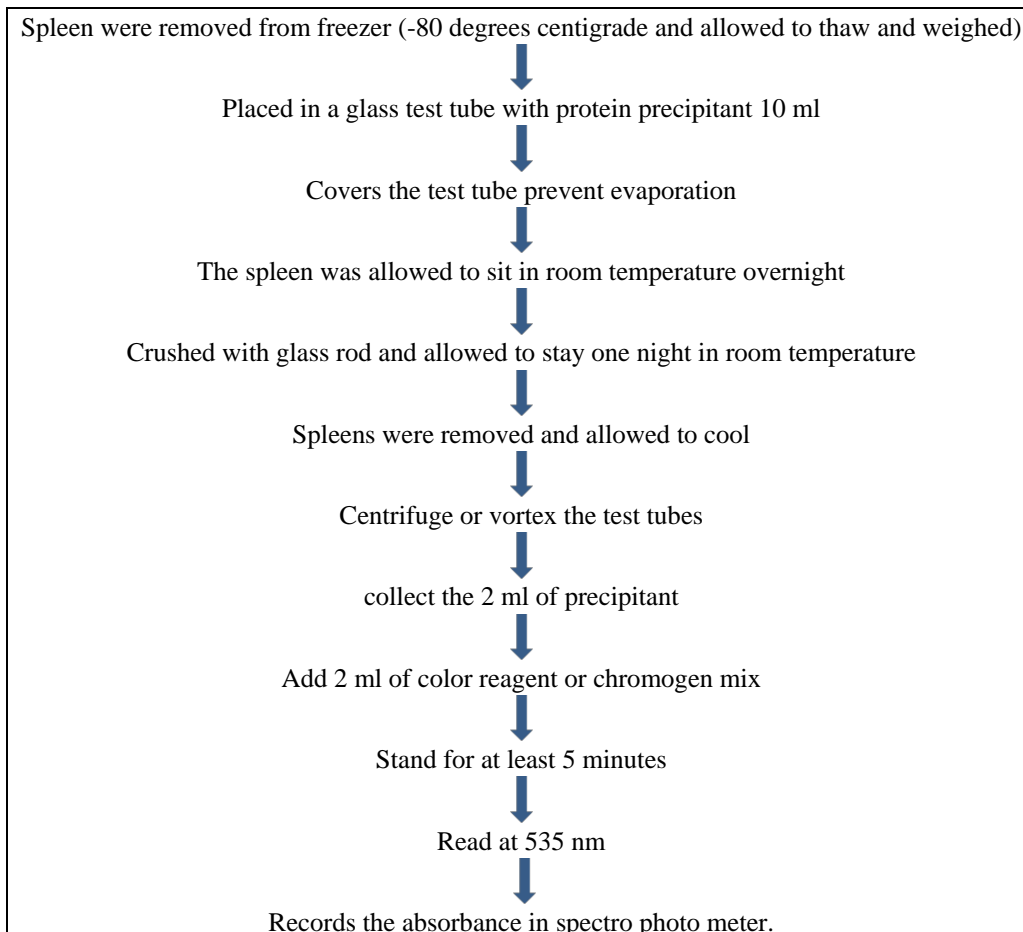 Spleen were removed from freezer (-80 degrees centigrade and allowed to thaw and weighed)
Placed in a glass test tube with protein precipitant 10 ml
Covers the test tube prevent evaporation
The spleen was allowed to sit in room temperature overnight
Crushed with glass rod and allowed to stay one night in room temperature
Spleens were removed and allowed to cool
Centrifuge or vortex the test tubes
collect the 2 ml of precipitant
Add 2 ml of color reagent or chromogen mix
Stand for at least 5 minutes
Read at 535 nm
Records the absorbance in spectro photo meter.